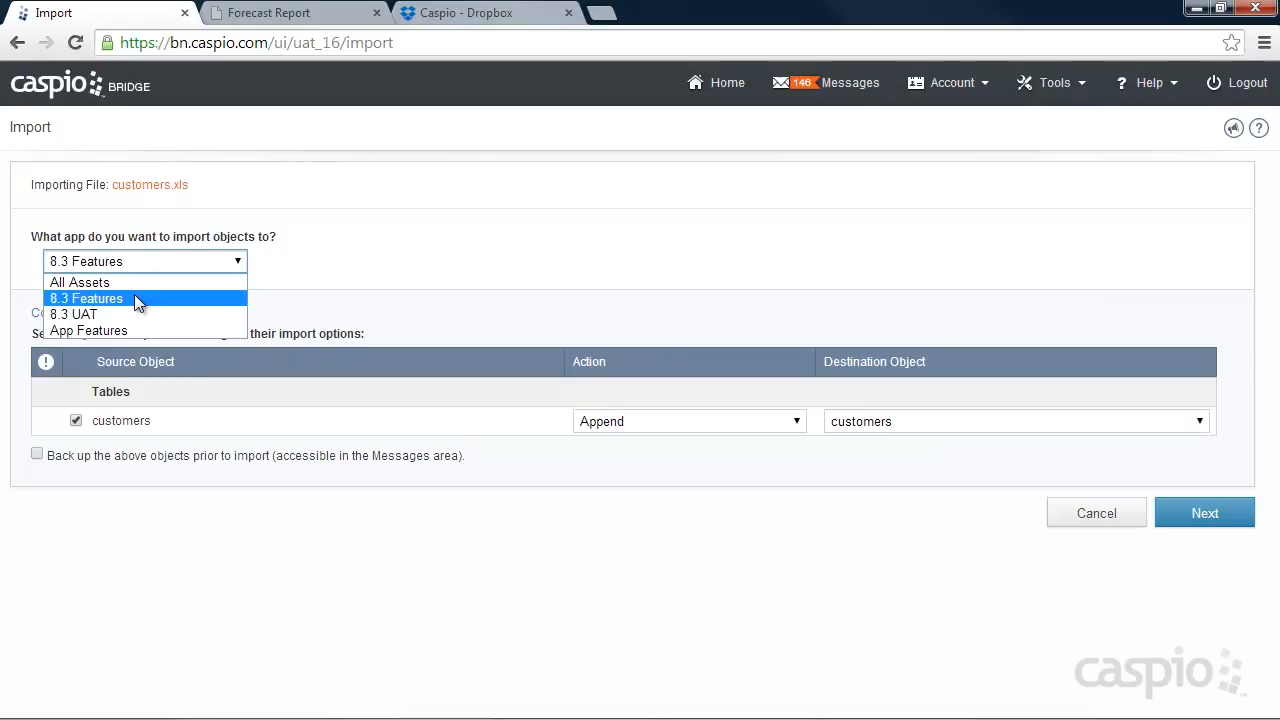 Import
Forecast Report
Caspio - Dropbox
https://bn.caspio.com/ui/uat_16/import
caspio BRIDGE
Home
146 Messages
Account
Tools
? Help
Logout
Import
?
Importing File: customers.xls
What app do you want to import objects to?
8.3 Features
All Assets
8.3 Features
8.3 UAT
App Features
their import options:
! Source Object Action Destination Object
Tables
customers Append customers
Back up the above objects prior to import (accessible in the Messages area).
Cancel Next
caspio